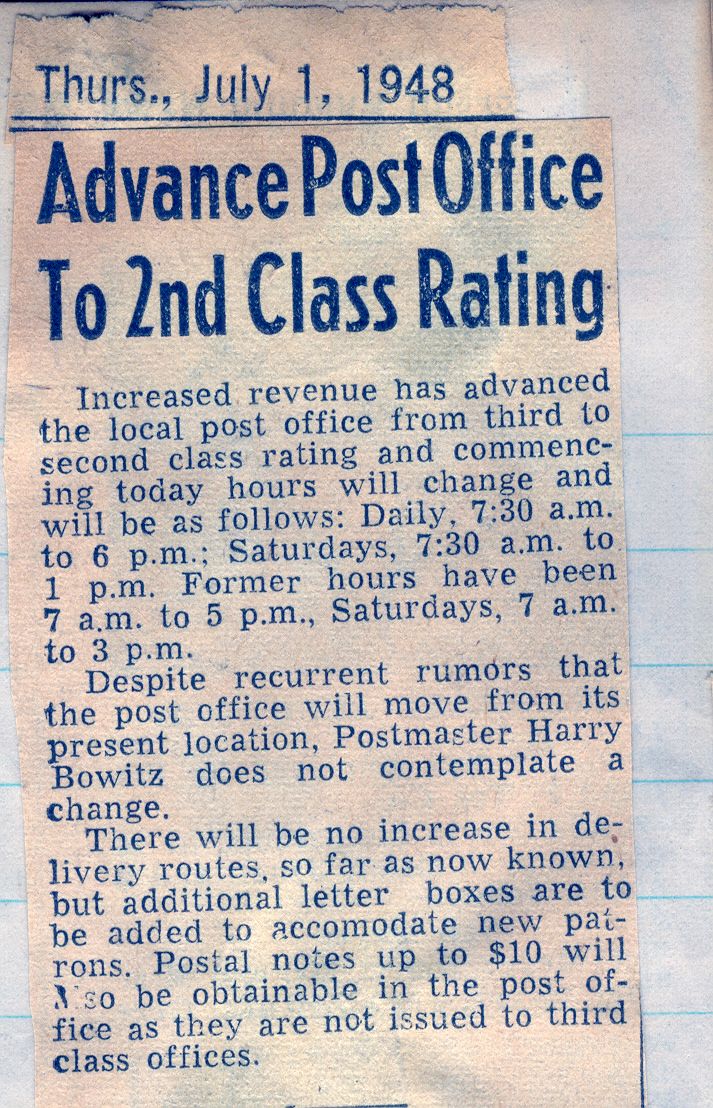 Thurs., July 1, 1948
Advance Post Office
To 2nd Class Rating
Increased revenue has advanced
the local post office from third to
second class rating and commenc-
ing today hours will change and
will be as follows: Daily, 7:30 a.m.
to 6 p.m.; Saturdays, 7:30 a.m. to
1 p.m. Former hours have been
7 a.m. to 5 p.m., Saturdays, 7 a.m.
to 3 p.m.
Despite recurrent rumors that
the post office will move from its
present location, Postmaster Harry
Bowitz does not contemplate a
change.
There will be no increase in de-
livery routes, so far as now known,
but additional letter boxes are to
be added to accomodate new pat-
rons. Postal notes up to $10 will
also be obtainable in the post of-
fice as they are not issued to third
class offices.